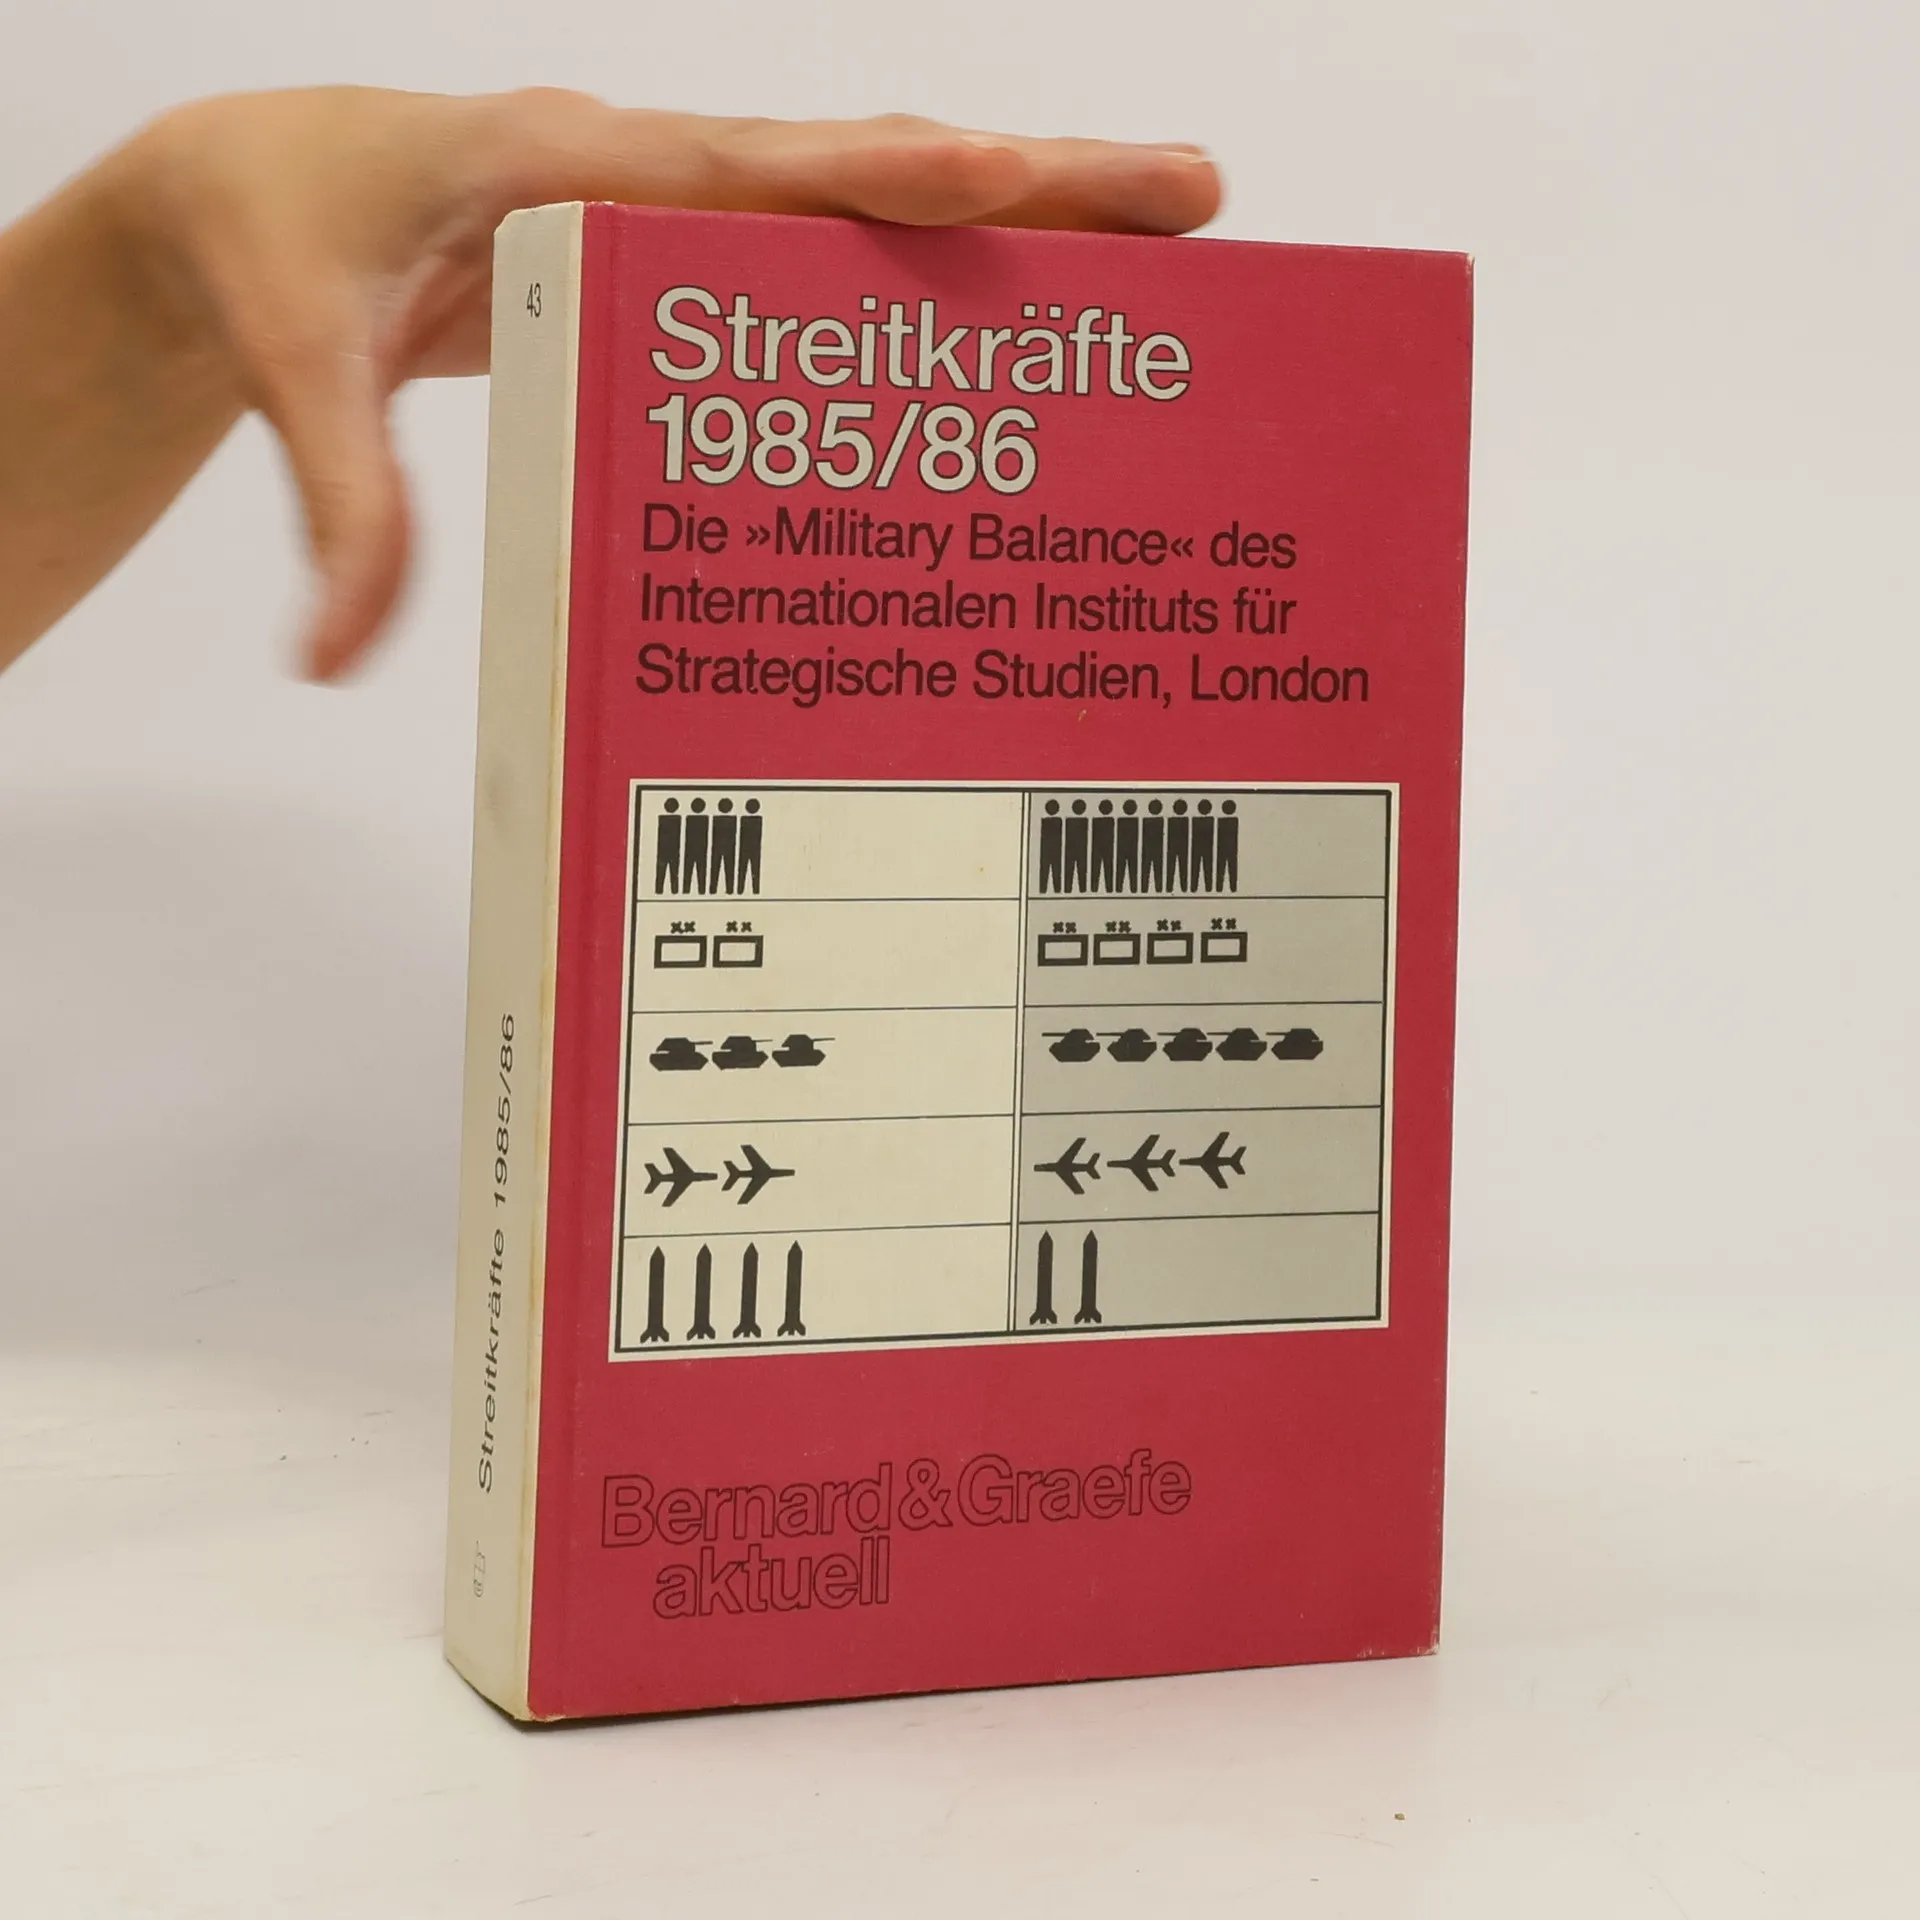 43
Streitkräfte 1985/86
Streitkräfte
1985/86
Die »Military Balance« des
Internationalen Instituts für
Strategische Studien, London
Bernard & Graefe
aktuell